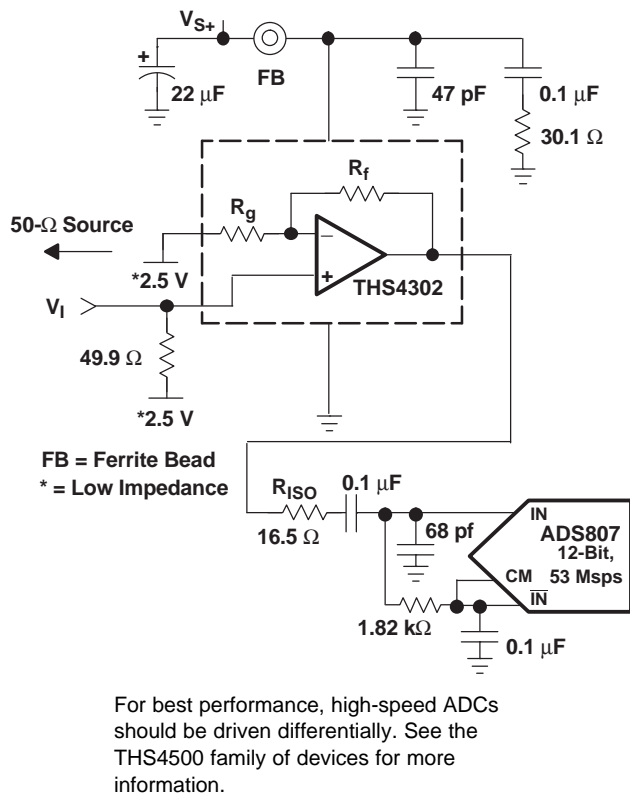 VS+
+
22 µF
FB
47 pF
0.1 µF
30.1 Ω
Rf
Rg
50-Ω Source
−
*2.5 V
+
THS4302
VI
49.9 Ω
*2.5 V
FB = Ferrite Bead
* = Low Impedance
RISO
0.1 µF
16.5 Ω
68 pf
IN
ADS807
12-Bit,
53 Msps
CM
IN
1.82 kΩ
0.1 µF
For best performance, high-speed ADCs
should be driven differentially. See the
THS4500 family of devices for more
information.